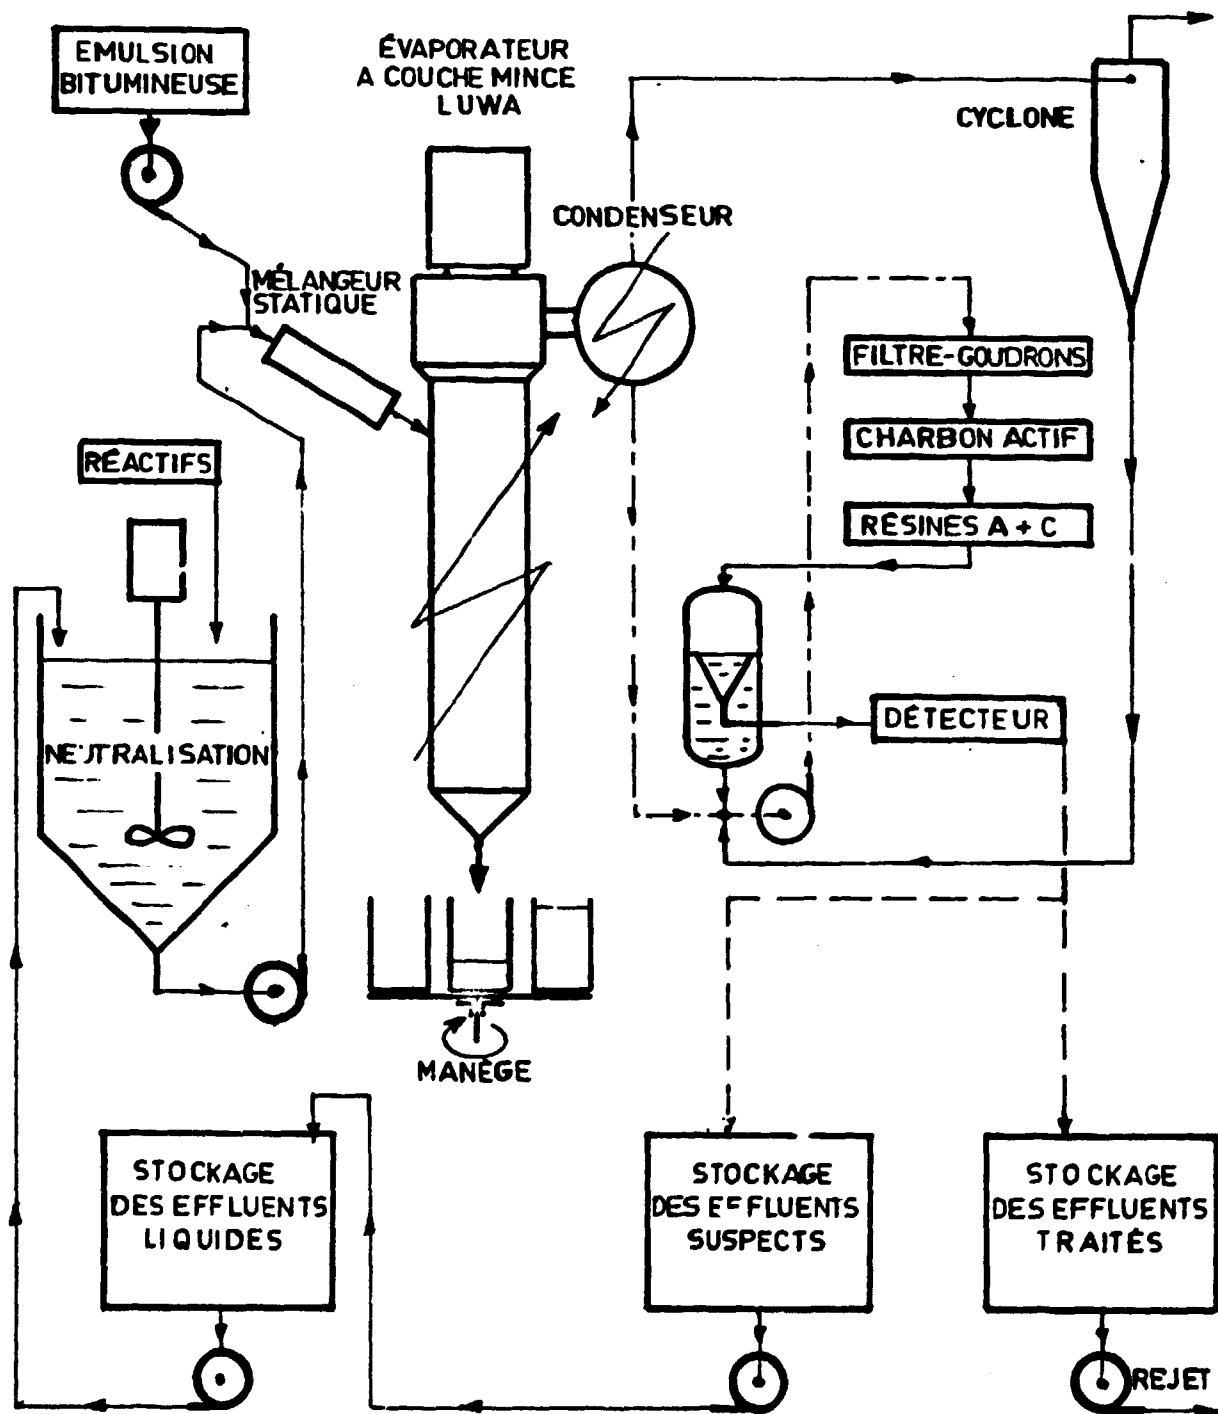 EMULSION
BITUMINEUSE
ÉVAPORATEUR
A COUCHE MINCE
LUWA
CYCLONE
CONDENSEUR
MÉLANGEUR
STATIQUE
FILTRE-GOUDRONS
CHARBON ACTIF
RÉACTIFS
RÉSINES A + C
DÉTECTEUR
NEUTRALISATION
MANÈGE
STOCKAGE
DES EFFLUENTS
LIQUIDES
STOCKAGE
DES EFFLUENTS
SUSPECTS
STOCKAGE
DES EFFLUENTS
TRAITÉS
REJET